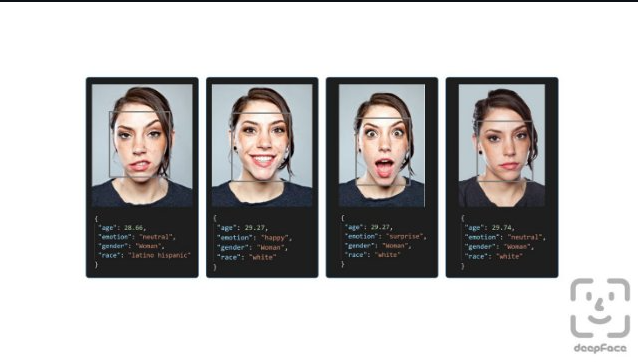 {
"age": 28.66,
"emotion": "neutral",
"gender": "Woman",
"race": "latino hispanic"
}
{
"age": 29.27,
"emotion": "happy",
"gender": "Woman",
"race": "white"
}
{
"age": 29.27,
"emotion": "surprise",
"gender": "Woman",
"race": "white"
}
{
"age": 29.74,
"emotion": "neutral",
"gender": "Woman",
"race": "white"
}
deepFace